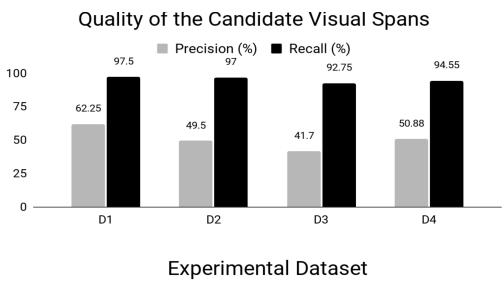 Quality of the Candidate Visual Spans
Precision (%) Recall (%)
97.5 97 92.75 94.55
62.25 49.5 41.7 50.88
100
75
50
25
0
D1 D2 D3 D4
Experimental Dataset